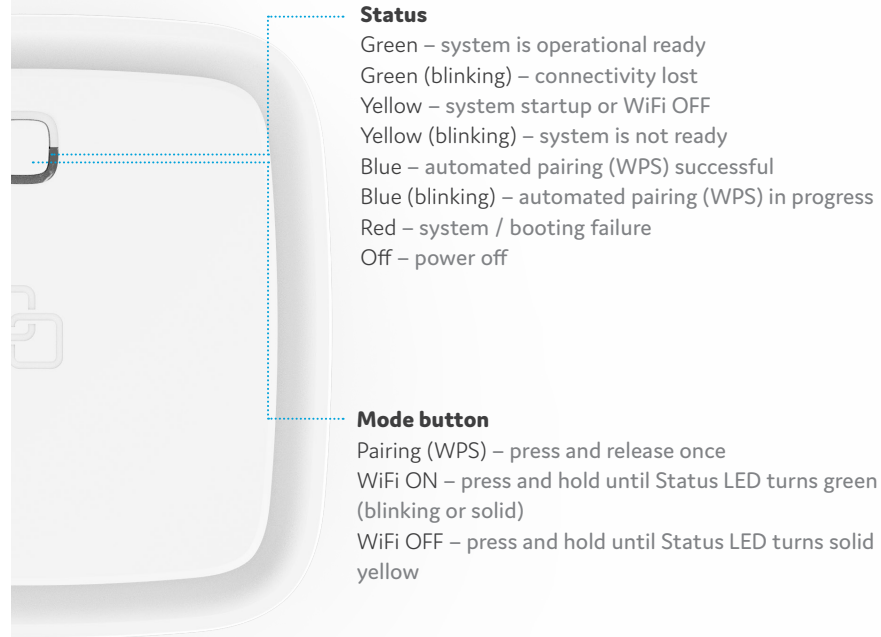 Status
Green – system is operational ready
Green (blinking) – connectivity lost
Yellow – system startup or WiFi OFF
Yellow (blinking) – system is not ready
Blue – automated pairing (WPS) successful
Blue (blinking) – automated pairing (WPS) in progress
Red – system / booting failure
Off – power off
Mode button
Pairing (WPS) – press and release once
WiFi ON – press and hold until Status LED turns green
(blinking or solid)
WiFi OFF – press and hold until Status LED turns solid
yellow